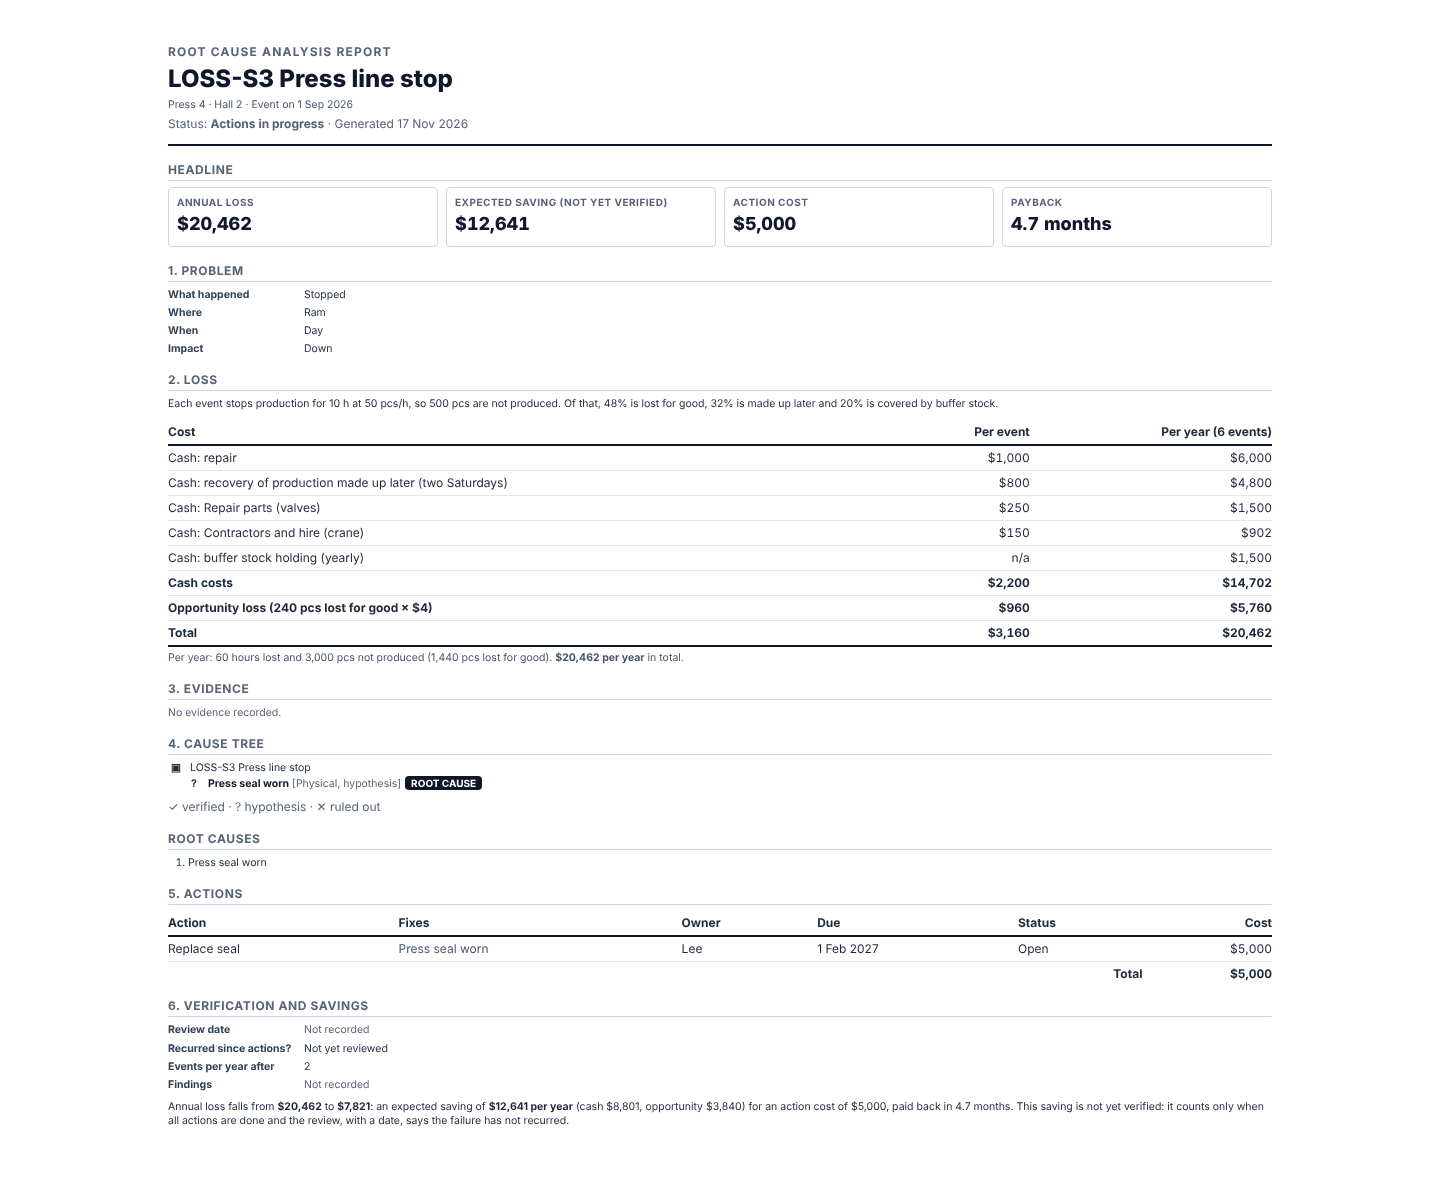 ROOT CAUSE ANALYSIS REPORT
LOSS-S3 Press line stop
Press 4 · Hall 2 · Event on 1 Sep 2026
Status: Actions in progress · Generated 17 Nov 2026
HEADLINE
ANNUAL LOSS
$20,462
EXPECTED SAVING (NOT YET VERIFIED)
$12,641
ACTION COST
$5,000
PAYBACK
4.7 months
1. PROBLEM
What happened Stopped
Where Ram
When Day
Impact Down
2. LOSS
Each event stops production for 10 h at 50 pcs/h, so 500 pcs are not produced. Of that, 48% is lost for good, 32% is made up later and 20% is covered by buffer stock.
Cost Per event Per year (6 events)
Cash: repair $1,000 $6,000
Cash: recovery of production made up later (two Saturdays) $800 $4,800
Cash: Repair parts (valves) $250 $1,500
Cash: Contractors and hire (crane) $150 $902
Cash: buffer stock holding (yearly) n/a $1,500
Cash costs $2,200 $14,702
Opportunity loss (240 pcs lost for good × $4) $960 $5,760
Total $3,160 $20,462
Per year: 60 hours lost and 3,000 pcs not produced (1,440 pcs lost for good). $20,462 per year in total.
3. EVIDENCE
No evidence recorded.
4. CAUSE TREE
▣ LOSS-S3 Press line stop
? Press seal worn [Physical, hypothesis] ROOT CAUSE
✓ verified · ? hypothesis · ✕ ruled out
ROOT CAUSES
1. Press seal worn
5. ACTIONS
Action Fixes Owner Due Status Cost
Replace seal Press seal worn Lee 1 Feb 2027 Open $5,000
Total $5,000
6. VERIFICATION AND SAVINGS
Review date Not recorded
Recurred since actions? Not yet reviewed
Events per year after 2
Findings Not recorded
Annual loss falls from $20,462 to $7,821: an expected saving of $12,641 per year (cash $8,801, opportunity $3,840) for an action cost of $5,000, paid back in 4.7 months. This saving is not yet verified: it counts only when
all actions are done and the review, with a date, says the failure has not recurred.